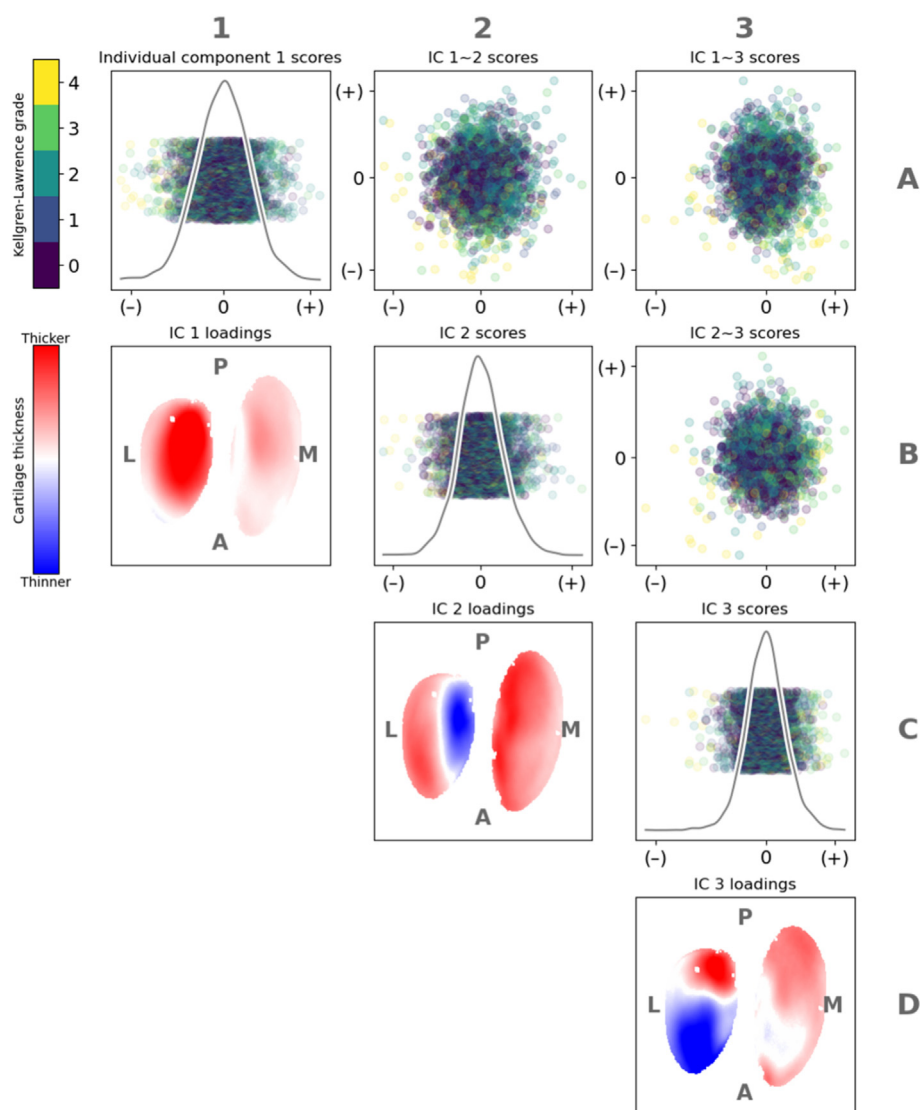 1 2 3
Individual component 1 scores IC 1~2 scores IC 1~3 scores
Kellgren-Lawrence grade
4
3
2
1
0
(+)
0
(–)
(+)
0
(–)
A
(–) 0 (+)
(–) 0 (+)
(–) 0 (+)
Thicker
Cartilage thickness
Thinner
IC 1 loadings IC 2 scores IC 2~3 scores
P
L M
A
(+)
0
(–)
B
(–) 0 (+)
(–) 0 (+)
IC 2 loadings IC 3 scores
P
L M
A
C
(–) 0 (+)
IC 3 loadings
P
L M
A
D